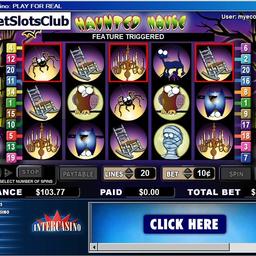 sino: PLAY FOR REAL
etSlotsClub
User: myeco
HAUNTED HOUSE
FEATURE TRIGGERED
STOP
PAYTABLE
LINES 20
BET 10¢
SPIN
SELECT NUMBER OF SPINS
ANCE $103.77
PAID $0.00
TOTAL BET
INTERCASINO
CLICK HERE